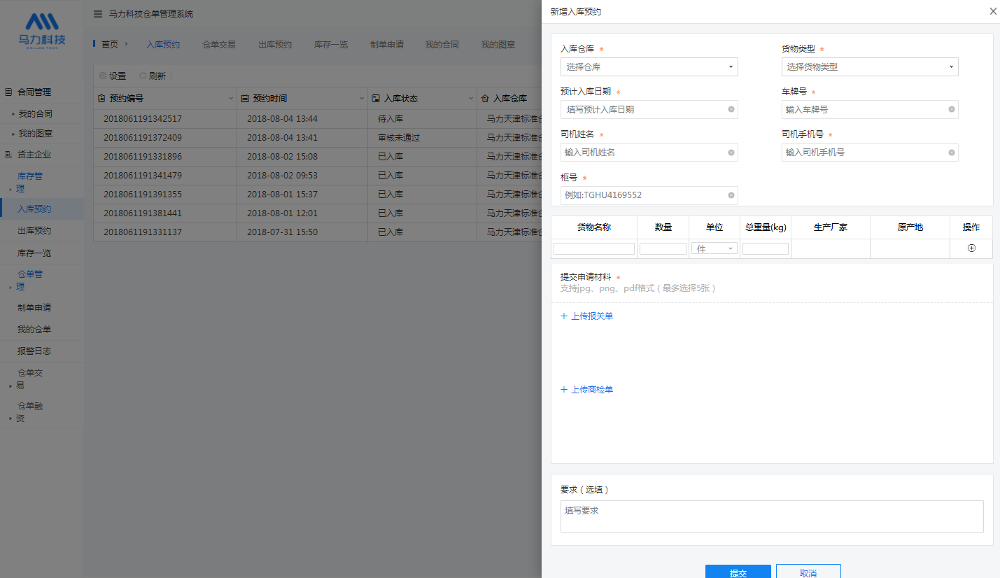 马力科技
马力科技仓单管理系统
首页
入库预约
仓单交易
出库预约
库存一览
制单申请
我的合同
我的图章
设置
刷新
合同管理
我的合同
我的图章
货主企业
库存管
理
入库预约
出库预约
库存一览
仓单管
理
制单申请
我的仓单
报警日志
仓单交
易
仓单融
资
预约编号 预约时间 入库状态 入库仓库
2018061191342517 2018-08-04 13:44 待入库 马力天津标准
2018061191372409 2018-08-04 13:41 审核未通过 马力天津标准
2018061191331896 2018-08-02 15:08 已入库 马力天津标准
2018061191341479 2018-08-02 09:53 已入库 马力天津标准
2018061191391355 2018-08-01 15:37 已入库 马力天津标准
2018061191381441 2018-08-01 12:01 已入库 马力天津标准
2018061191331137 2018-07-31 15:50 已入库 马力天津标准
新增入库预约
入库仓库 * 货物类型 *
选择仓库 选择货物类型
预计入库日期 * 车牌号 *
填写预计入库日期 输入车牌号
司机姓名 * 司机手机号 *
输入司机姓名 输入司机手机号
柜号 *
例如:TGHU4169552
货物名称 数量 单位 总重量(kg) 生产厂家 原产地 操作
件
提交申请材料 *
支持jpg、png、pdf格式（最多选择5张）
+ 上传报关单
+ 上传商检单
要求（选填）
填写要求
提交 取消